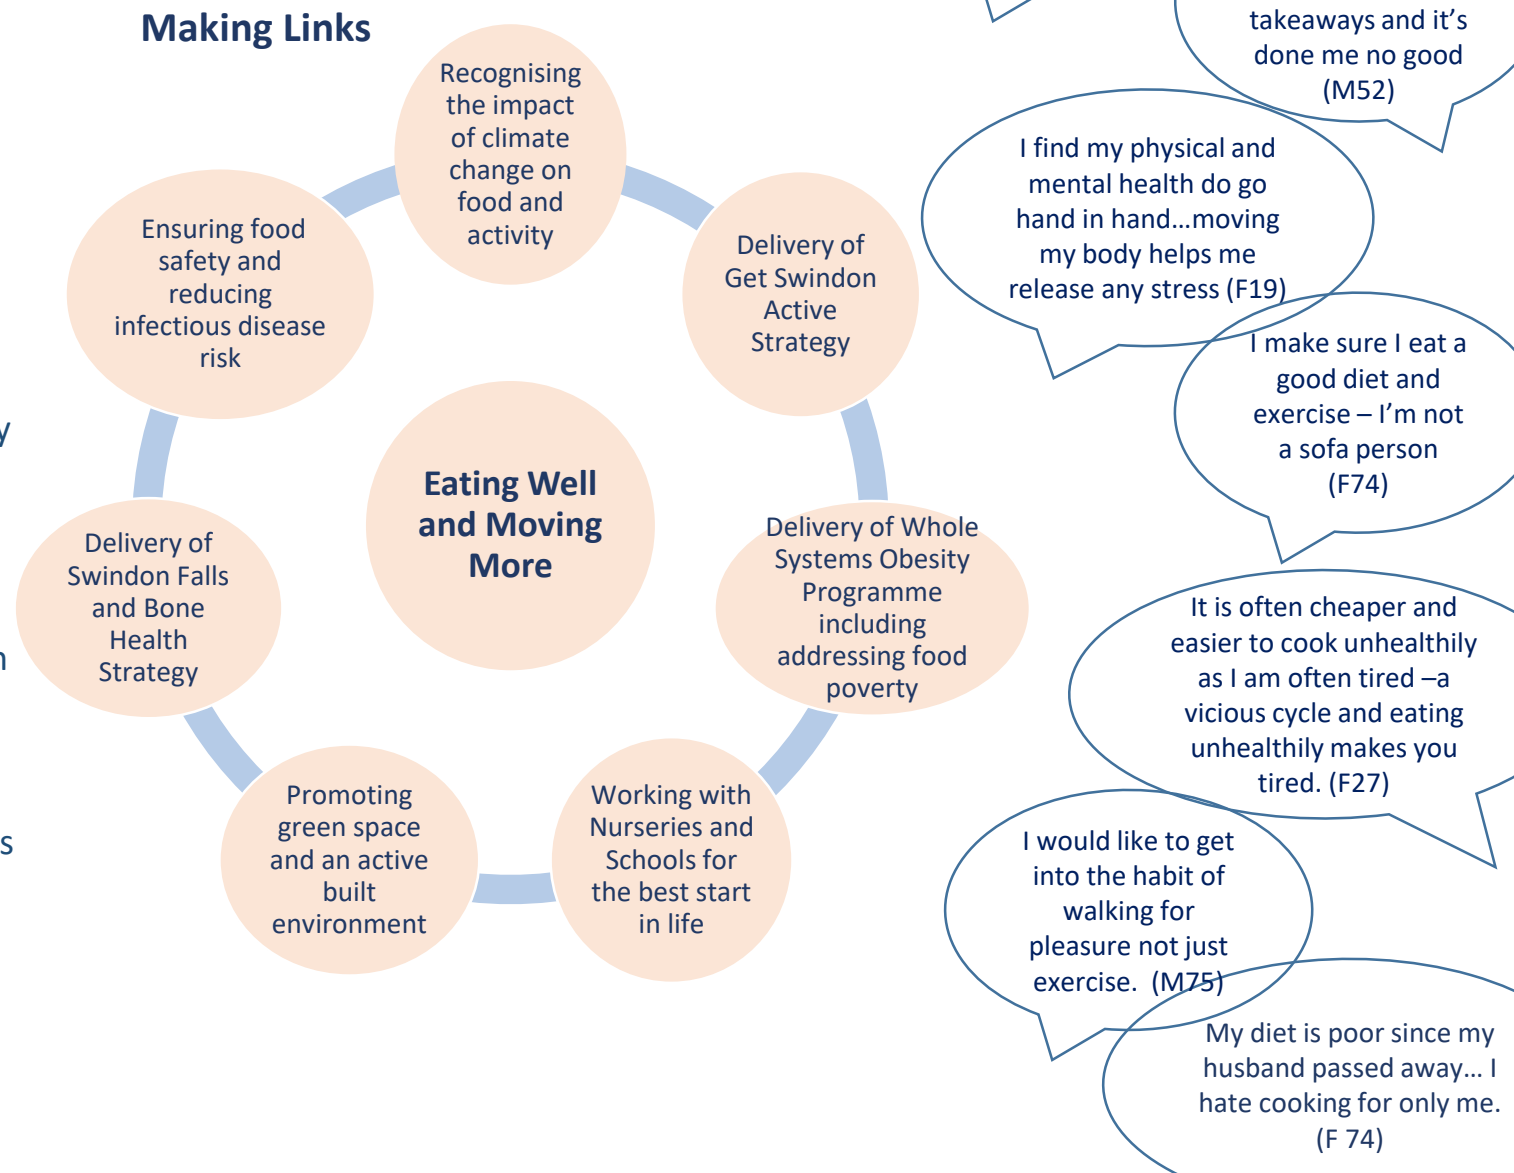 Making Links
Recognising
the impact
of climate
change on
food and
activity
Delivery of
Get Swindon
Active
Strategy
Delivery of Whole
Systems Obesity
Programme
including
addressing food
poverty
Working with
Nurseries and
Schools for
the best start
in life
Promoting
green space
and an active
built
environment
Delivery of
Swindon Falls
and Bone
Health
Strategy
Ensuring food
safety and
reducing
infectious disease
risk
Eating Well
and Moving
More
takeaways and it’s
done me no good
(M52)
I find my physical and
mental health do go
hand in hand…moving
my body helps me
release any stress (F19)
I make sure I eat a
good diet and
exercise – I’m not
a sofa person
(F74)
It is often cheaper and
easier to cook unhealthily
as I am often tired –a
vicious cycle and eating
unhealthily makes you
tired. (F27)
I would like to get
into the habit of
walking for
pleasure not just
exercise.  (M75)
My diet is poor since my
husband passed away… I
hate cooking for only me.
(F 74)